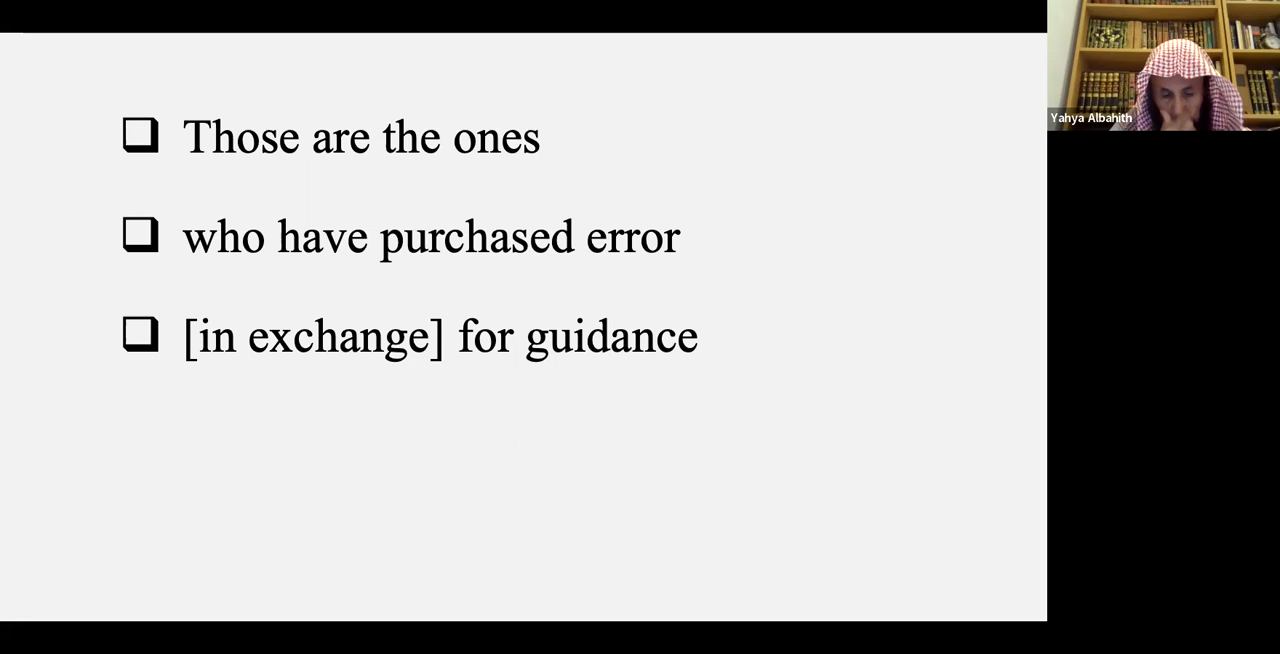 Those are the ones
who have purchased error
[in exchange] for guidance
Yahya Albahith